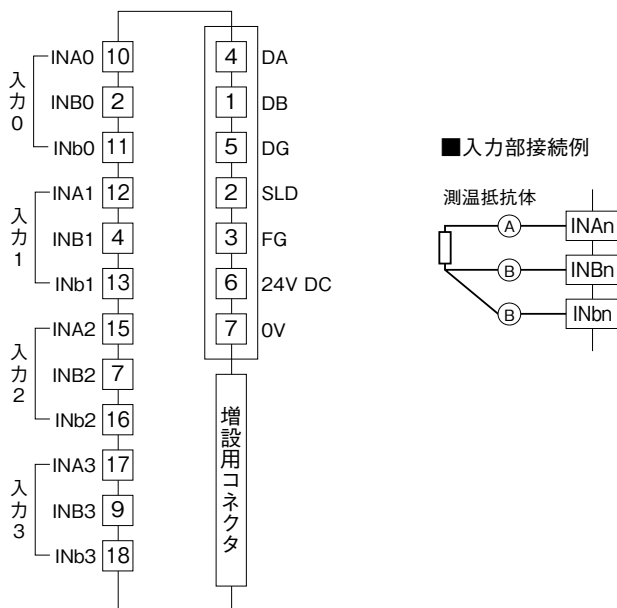 入力0
INA0 10
INB0 2
INb0 11
入力1
INA1 12
INB1 4
INb1 13
入力2
INA2 15
INB2 7
INb2 16
入力3
INA3 17
INB3 9
INb3 18
4 DA
1 DB
5 DG
2 SLD
3 FG
6 24V DC
7 0V
増設用コネクタ
■入力部接続例
測温抵抗体
A INAn
B INBn
B INbn